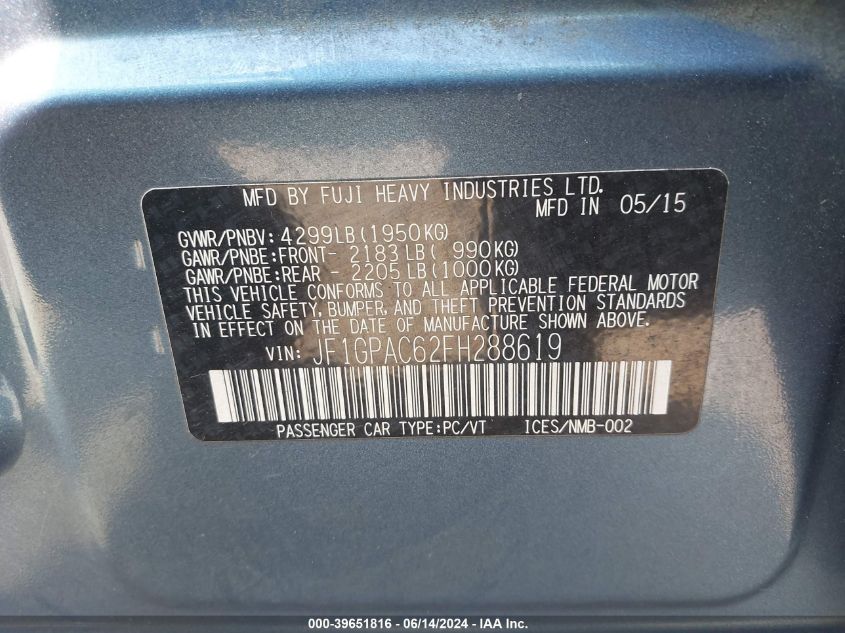 MFD BY FUJI HEAVY INDUSTRIES LTD.
MFD IN 05/15
GVWR/PNBV: 4299LB(1950KG)
GAWR/PNBE:FRONT- 2183LB( 990KG)
GAWR/PNBE:REAR 2205LB(1000KG)
THIS VEHICLE CONFORMS TO ALL APPLICABLE FEDERAL MOTOR
VEHICLE SAFETY, BUMPER, AND THEFT PREVENTION STANDARDS
IN EFFECT ON THE DATE OF MANUFACTURE SHOWN ABOVE.
VIN: JF1GPAC62FH288619
PASSENGER CAR TYPE:PC/VT ICES/NMB-002
000-39651816 - 06/14/2024 - IAA Inc.